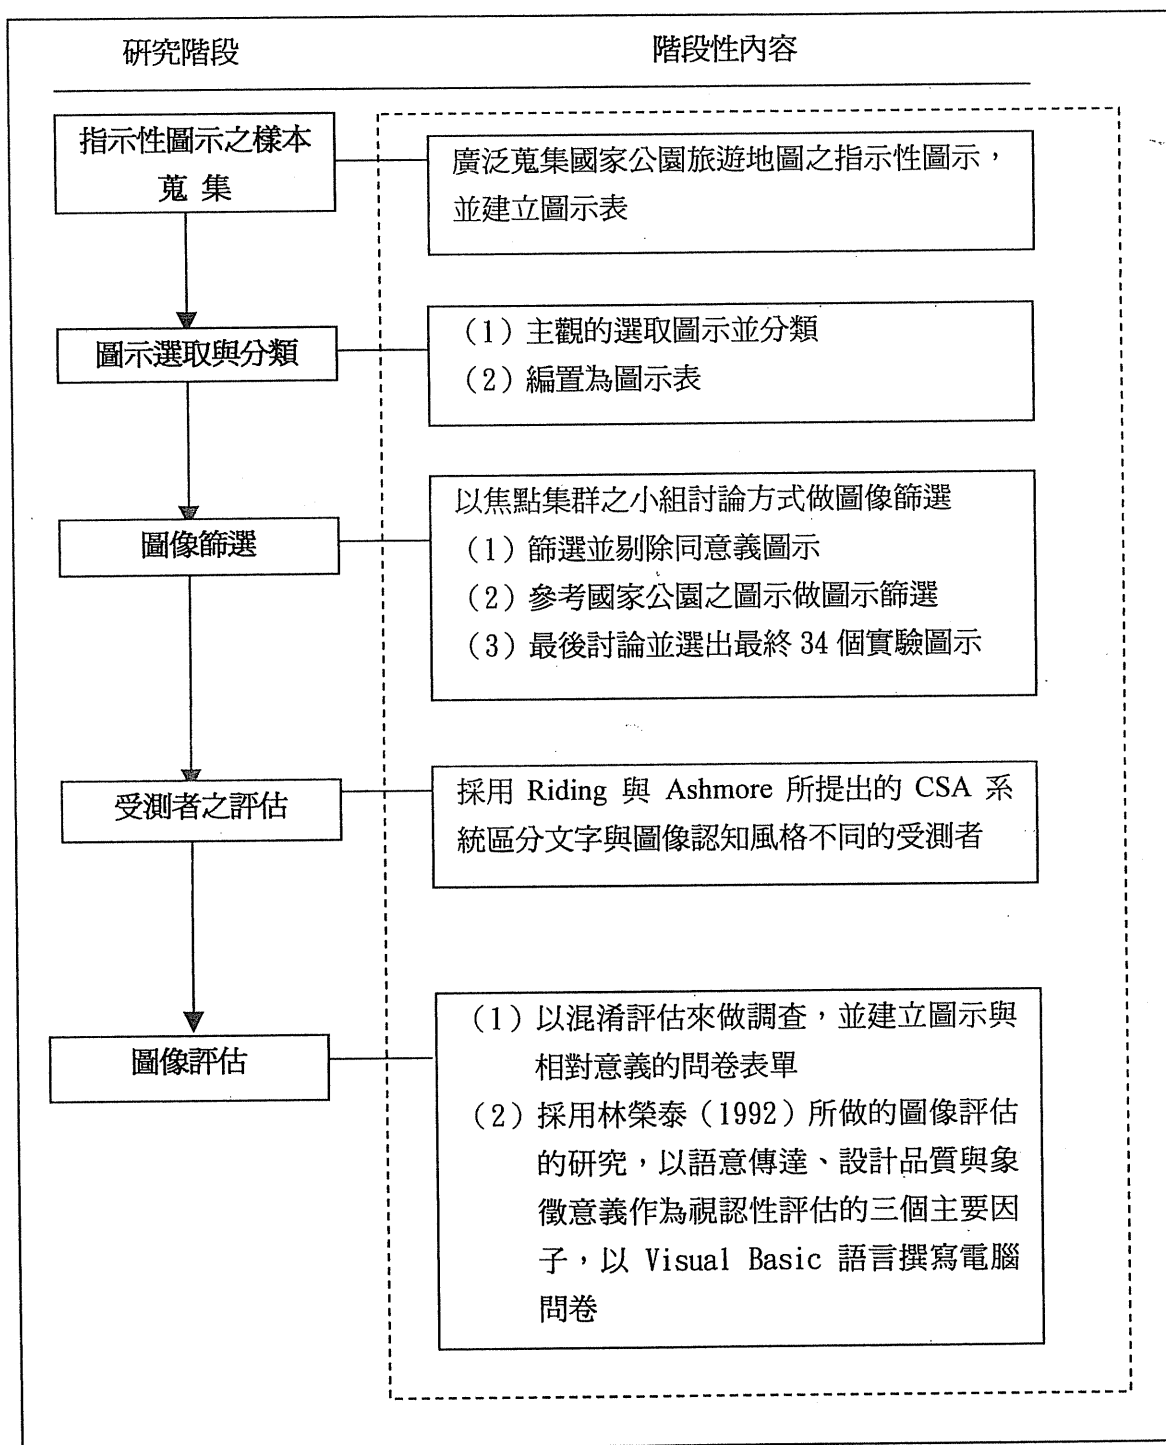 研究階段
階段性內容
指示性圖示之樣本
蒐 集
廣泛蒐集國家公園旅遊地圖之指示性圖示，
並建立圖示表
圖示選取與分類
（1）主觀的選取圖示並分類
（2）編置為圖示表
圖像篩選
以焦點集群之小組討論方式做圖像篩選
（1）篩選並剔除同意義圖示
（2）參考國家公園之圖示做圖示篩選
（3）最後討論並選出最終 34 個實驗圖示
受測者之評估
採用 Riding 與 Ashmore 所提出的 CSA 系
統區分文字與圖像認知風格不同的受測者
圖像評估
（1）以混淆評估來做調查，並建立圖示與
相對意義的問卷表單
（2）採用林榮泰（1992）所做的圖像評估
的研究，以語意傳達、設計品質與象
徵意義作為視認性評估的三個主要因
子，以 Visual Basic 語言撰寫電腦
問卷